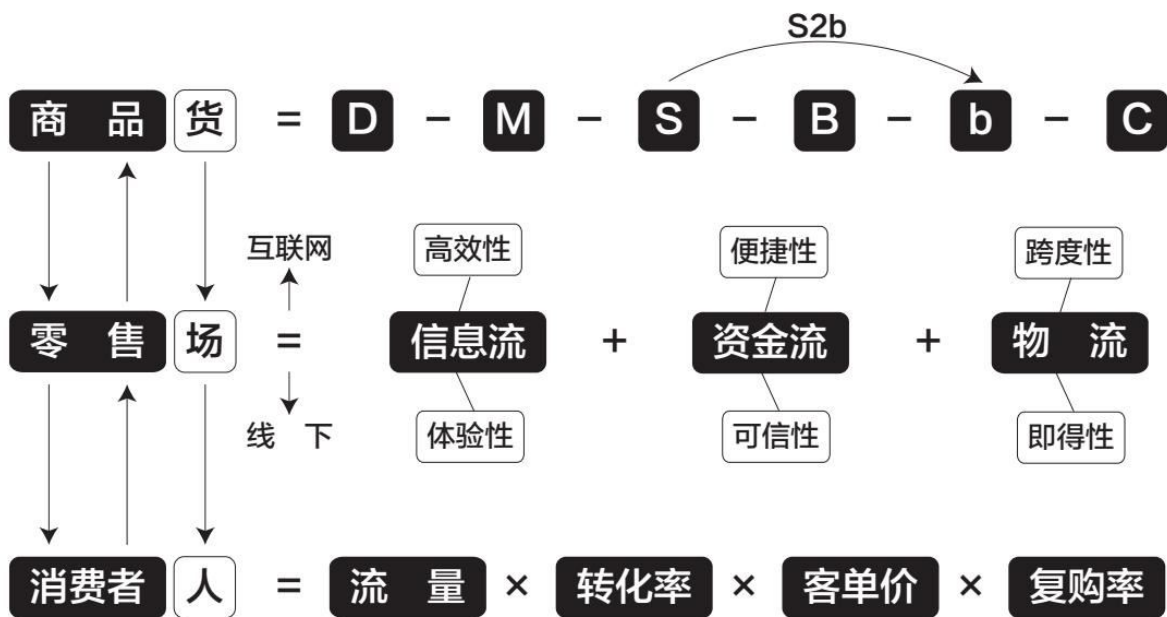 S2b
商 品 货 = D - M - S - B - b - C
互联网 高效性 便捷性 跨度性
零 售 场 = 信息流 + 资金流 + 物 流
线 下 体验性 可信性 即得性
消费者 人 = 流 量 × 转化率 × 客单价 × 复购率